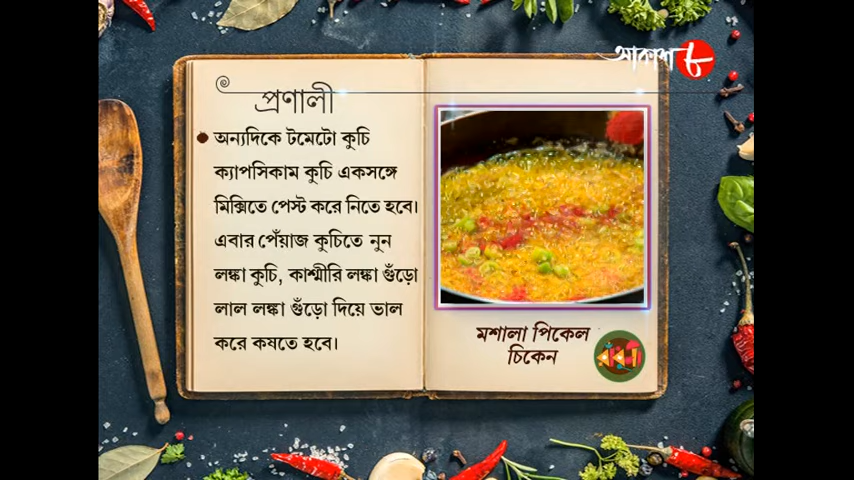 আকাশ ৮
প্রণালী
অন্যদিকে টমেটো কুচি
ক্যাপসিকাম কুচি একসঙ্গে
মিক্সিতে পেস্ট করে নিতে হবে।
এবার পেঁয়াজ কুচিতে নুন
লঙ্কা কুচি, কাশ্মীরি লঙ্কা গুঁড়ো
লাল লঙ্কা গুঁড়ো দিয়ে ভাল
করে কষতে হবে।
মশালা পিকেল
চিকেন